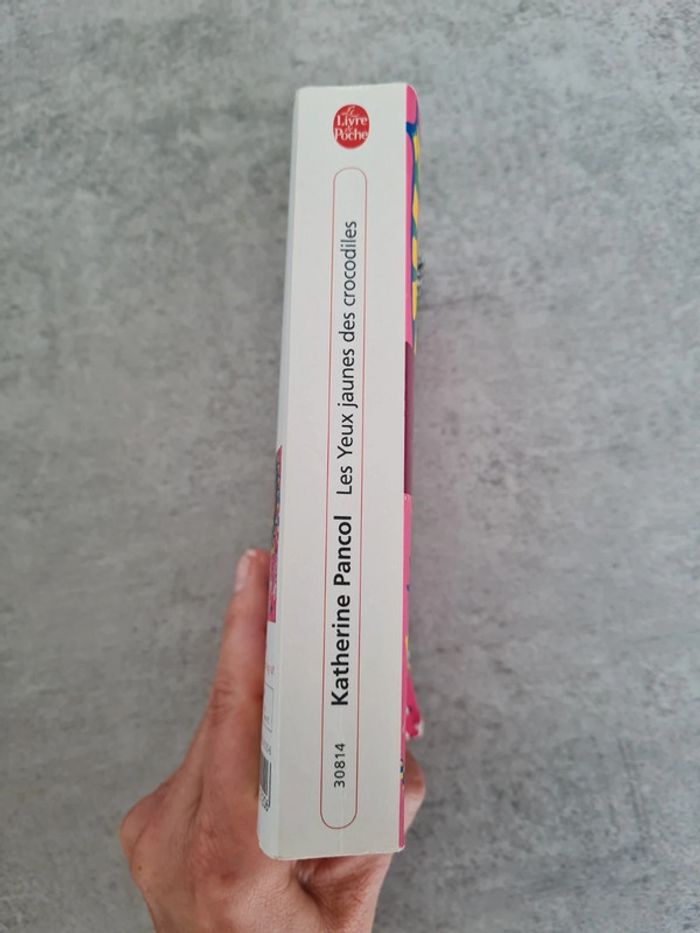 Le
Livre
de
Poche
30814 Katherine Pancol Les Yeux jaunes des crocodiles